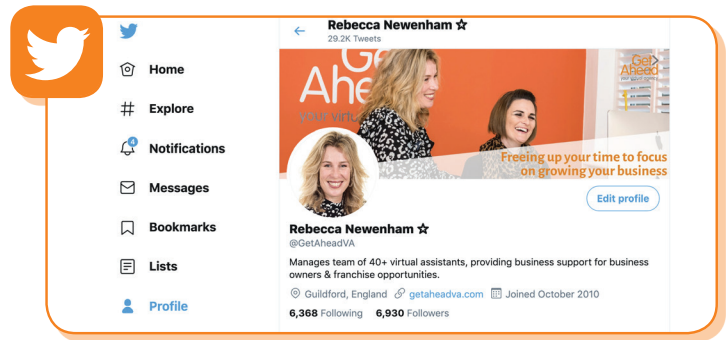 Rebecca Newenham ☆
29.2K Tweets
Home
Explore
4
Notifications
Messages
Bookmarks
Lists
Profile
Get
Ahead
your virtu
Get
Ahead
Freeing up your time to focus
on growing your business
Edit profile
Rebecca Newenham ☆
@GetAheadVA
Manages team of 40+ virtual assistants, providing business support for business
owners & franchise opportunities.
Guildford, England getaheadva.com Joined October 2010
6,368 Following 6,930 Followers